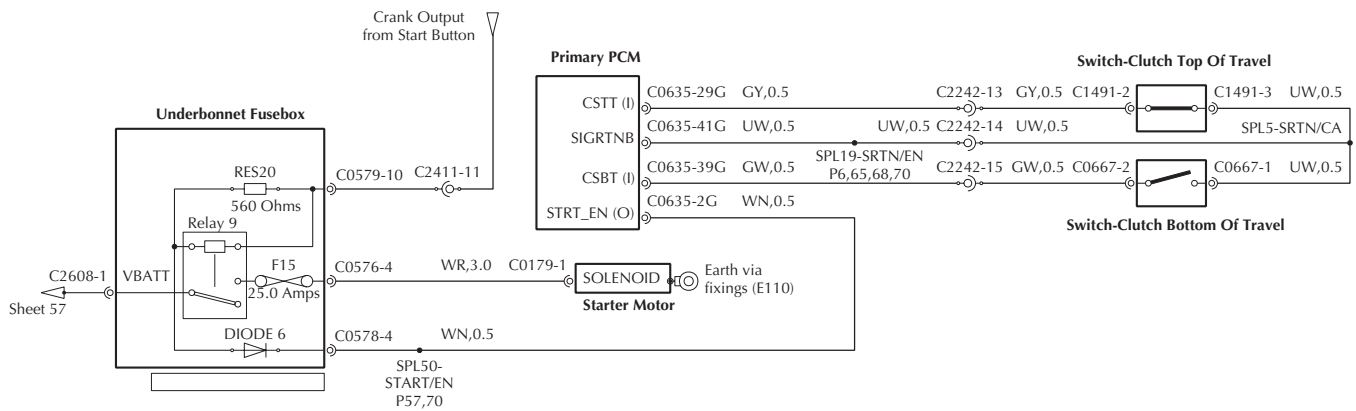 Crank Output
from Start Button
Primary PCM
Switch-Clutch Top Of Travel
CSTT (I)
C0635-29G GY,0.5
C2242-13 GY,0.5 C1491-2
C1491-3 UW,0.5
Underbonnet Fusebox
SIGRTNB
C0635-41G UW,0.5
UW,0.5 C2242-14 UW,0.5
SPL5-SRTN/CA
SPL19-SRTN/EN
P6,65,68,70
RES20
560 Ohms
C0579-10 C2411-11
CSBT (I)
C0635-39G GW,0.5
C2242-15 GW,0.5 C0667-2
C0667-1 UW,0.5
STRT_EN (O)
C0635-2G WN,0.5
Switch-Clutch Bottom Of Travel
Relay 9
C2608-1 VBATT
Sheet 57
F15
25.0 Amps
C0576-4 WR,3.0 C0179-1
SOLENOID
Starter Motor
Earth via
fixings (E110)
DIODE 6
C0578-4 WN,0.5
SPL50-
START/EN
P57,70